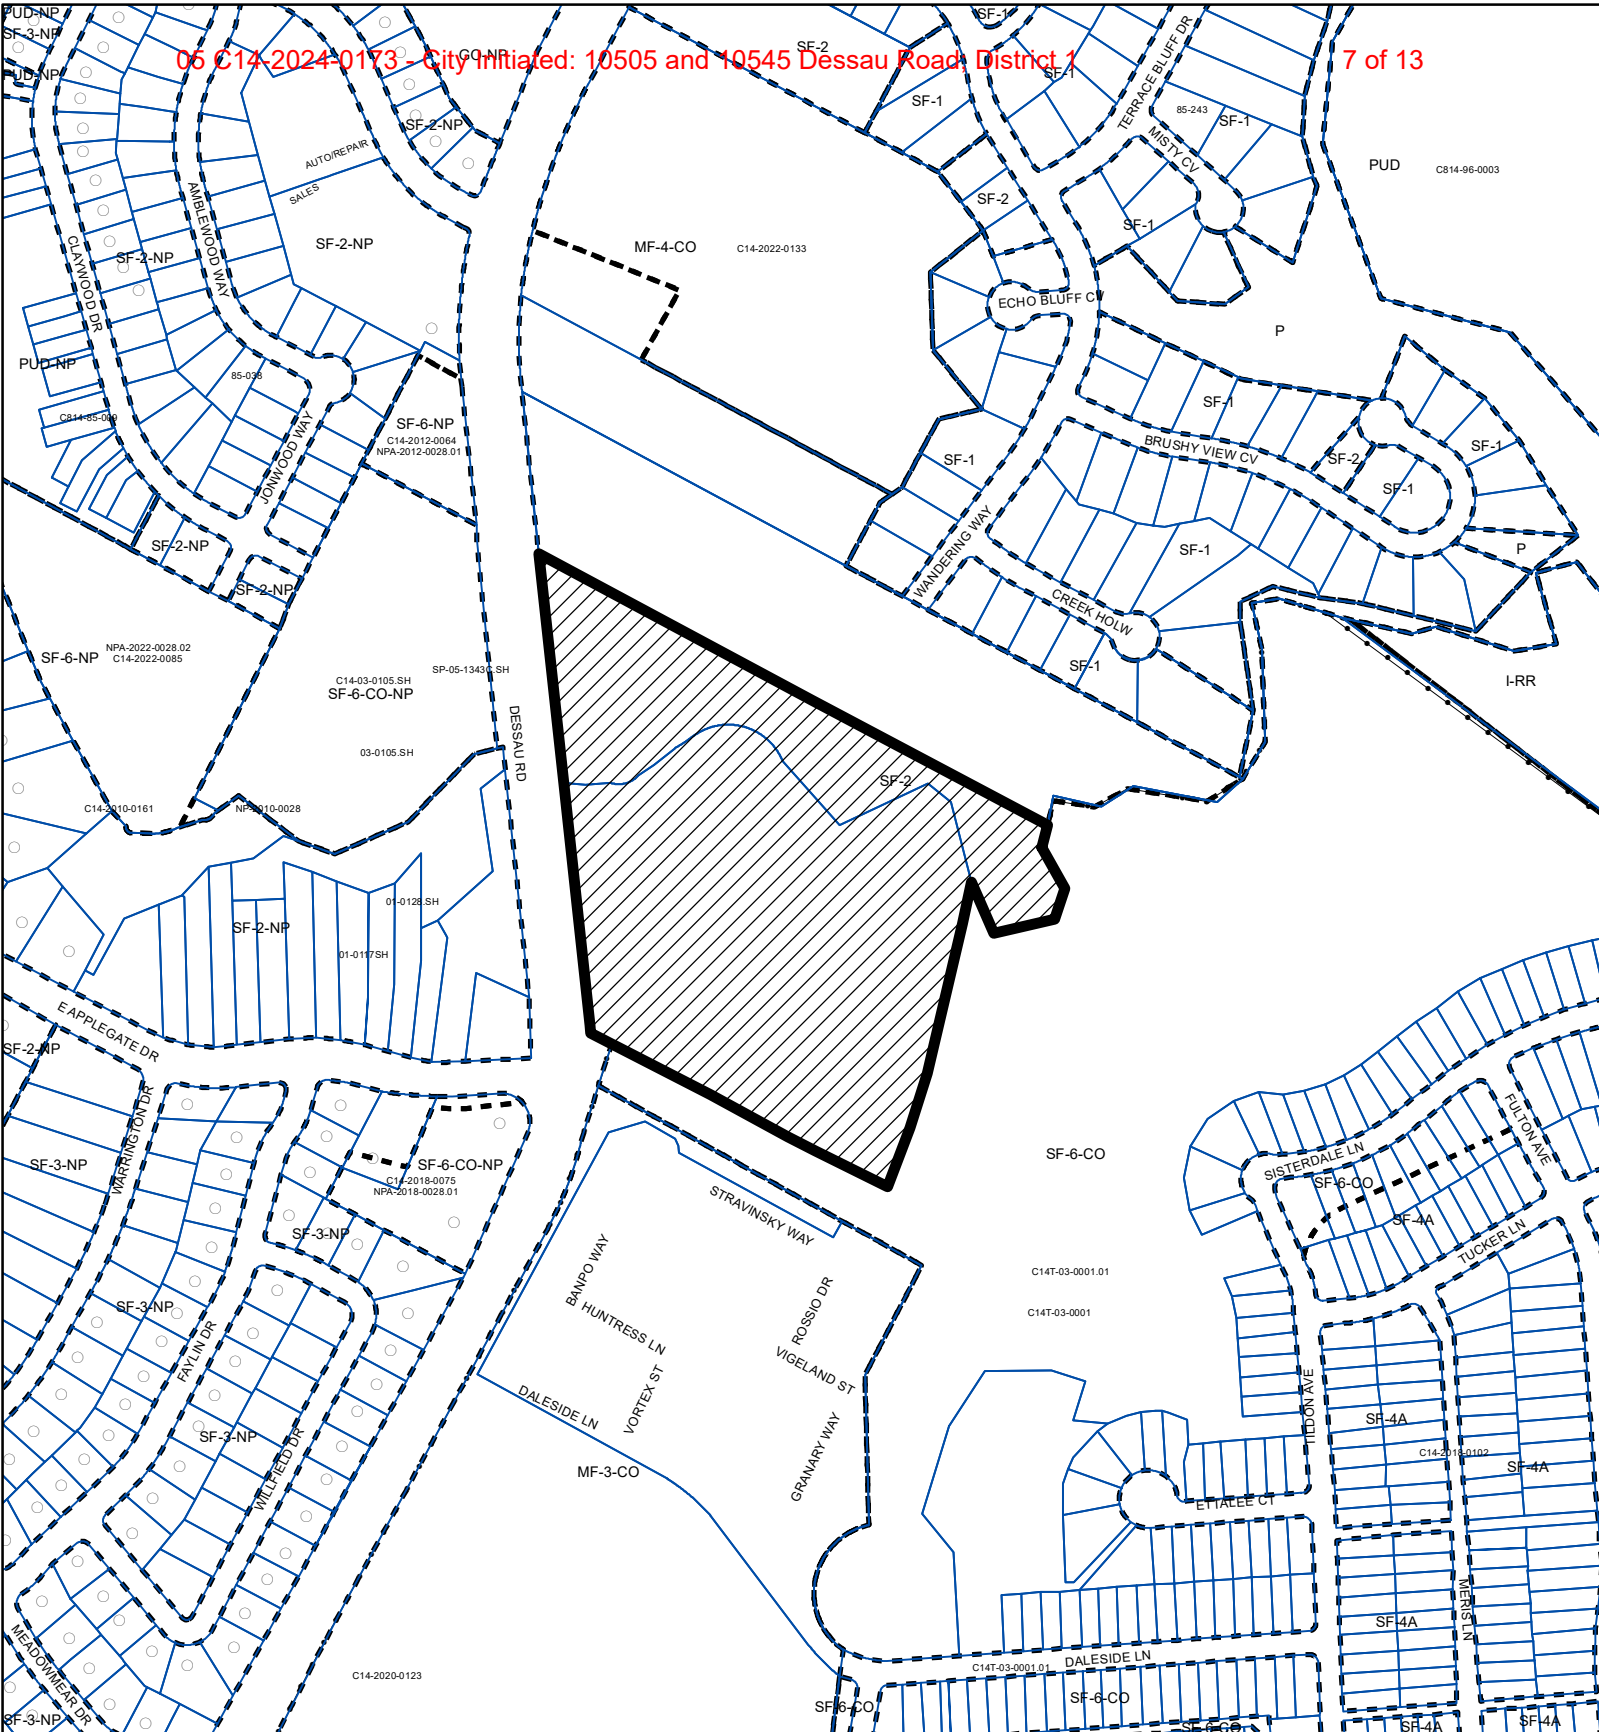 05 C14-2024-0173 - City Initiated: 10505 and 10545 Dessau Road; District 1
7 of 13
PUD-NP
SF-3-NP
PUD-NP
GO-NP
SF-2
SF-1
SF-1
SF-1
SF-2-NP
TERRACE BLUFF DR
85-243
SF-1
MISTY CV
AUTO/REPAIR
SALES
PUD
C814-96-0003
AMBLEWOOD WAY
SF-2
SF-1
CLAYWOOD DR
SF-2-NP
SF-2-NP
MF-4-CO
C14-2022-0133
ECHO BLUFF CV
P
PUD-NP
85-038
SF-1
C814-85-009
JONWOOD WAY
SF-6-NP
C14-2012-0064
NPA-2012-0028.01
SF-1
BRUSHY VIEW CV
SF-2
SF-1
SF-1
SF-2-NP
SF-2-NP
WANDERING WAY
SF-1
P
CREEK HOLW
SF-1
I-RR
SF-6-NP
NPA-2022-0028.02
C14-2022-0085
C14-03-0105.SH
SF-6-CO-NP
SP-05-1343C.SH
DESSAU RD
03-0105.SH
SF-2
C14-2010-0161
NP-2010-0028
01-0128.SH
SF-2-NP
01-0117SH
E APPLEGATE DR
SF-2-NP
WARRINGTON DR
SF-3-NP
SF-6-CO-NP
C14-2018-0075
NPA-2018-0028.01
SF-3-NP
SF-6-CO
FULTON AVE
SISTERDALE LN
SF-6-CO
SF-4A
TUCKER LN
STRAVINSKY WAY
BANPO WAY
HUNTRESS LN
ROSSIO DR
VIGELAND ST
C14T-03-0001.01
C14T-03-0001
SF-3-NP
FAYLIN DR
DALESIDE LN
VORTEX ST
GRANARY WAY
SF-3-NP
WILLFIELD DR
MF-3-CO
TILDON AVE
SF-4A
C14-2018-0102
SF-4A
ETTALEE CT
MERIS LN
SF-4A
MEADOWMEAR DR
SF-3-NP
C14-2020-0123
C14T-03-0001.01
DALESIDE LN
SF-6-CO
SF-6-CO
SF-6-CO
SF-4A
SF-4A